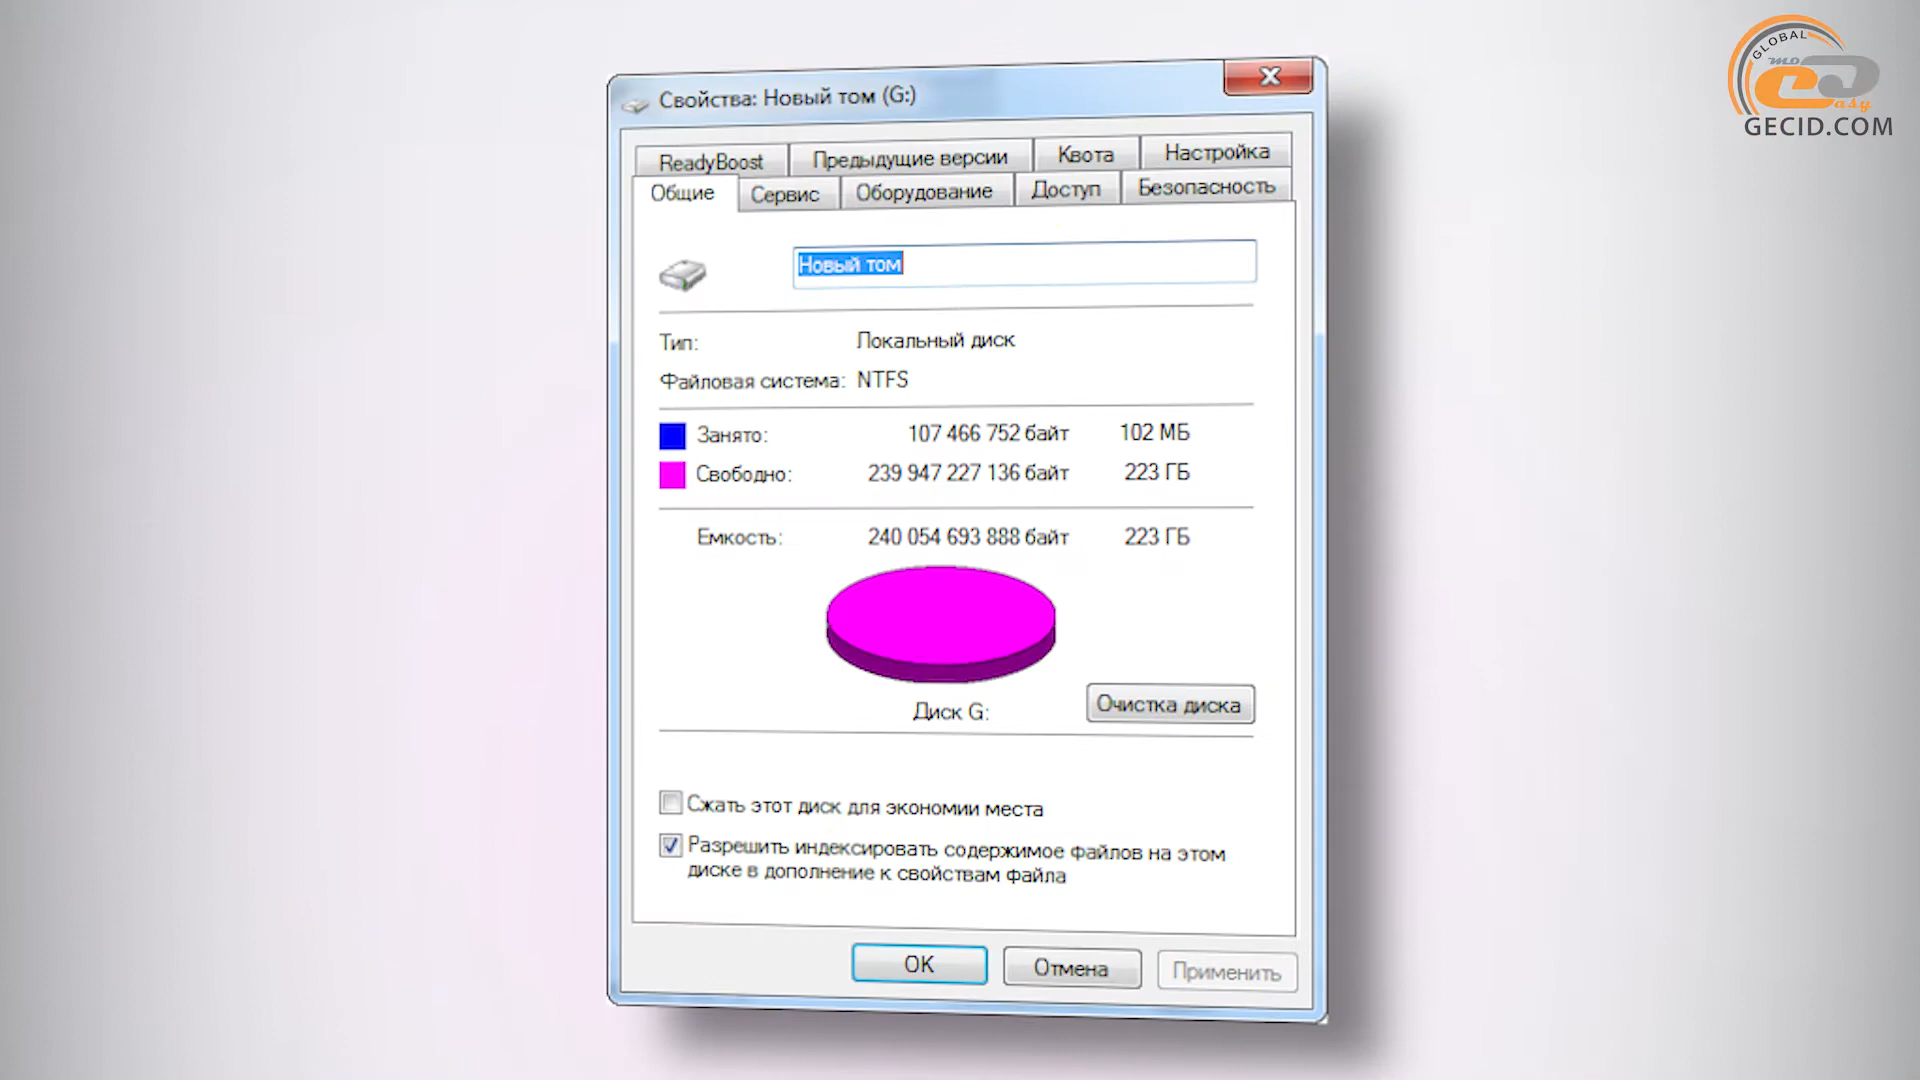 GLOBAL
GECID.COM
Свойства: Новый том (G:)
ReadyBoost Предыдущие версии Квота Настройка
Общие Сервис Оборудование Доступ Безопасность
Новый том
Тип: Локальный диск
Файловая система: NTFS
Занято: 107 466 752 байт 102 МБ
Свободно: 239 947 227 136 байт 223 ГБ
Емкость: 240 054 693 888 байт 223 ГБ
Диск G:
Очистка диска
Сжать этот диск для экономии места
Разрешить индексировать содержимое файлов на этом
диске в дополнение к свойствам файла
OK Отмена Применить